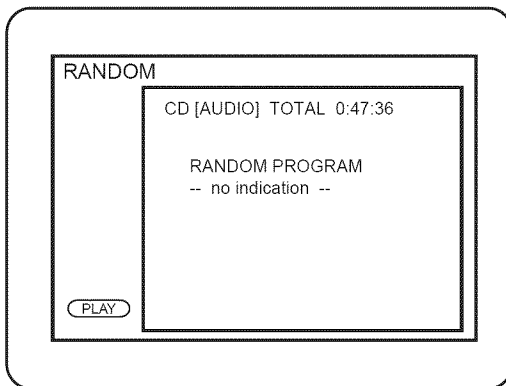 RANDOM
CD [AUDIO] TOTAL 0:47:36
RANDOM PROGRAM
-- no indication --
PLAY